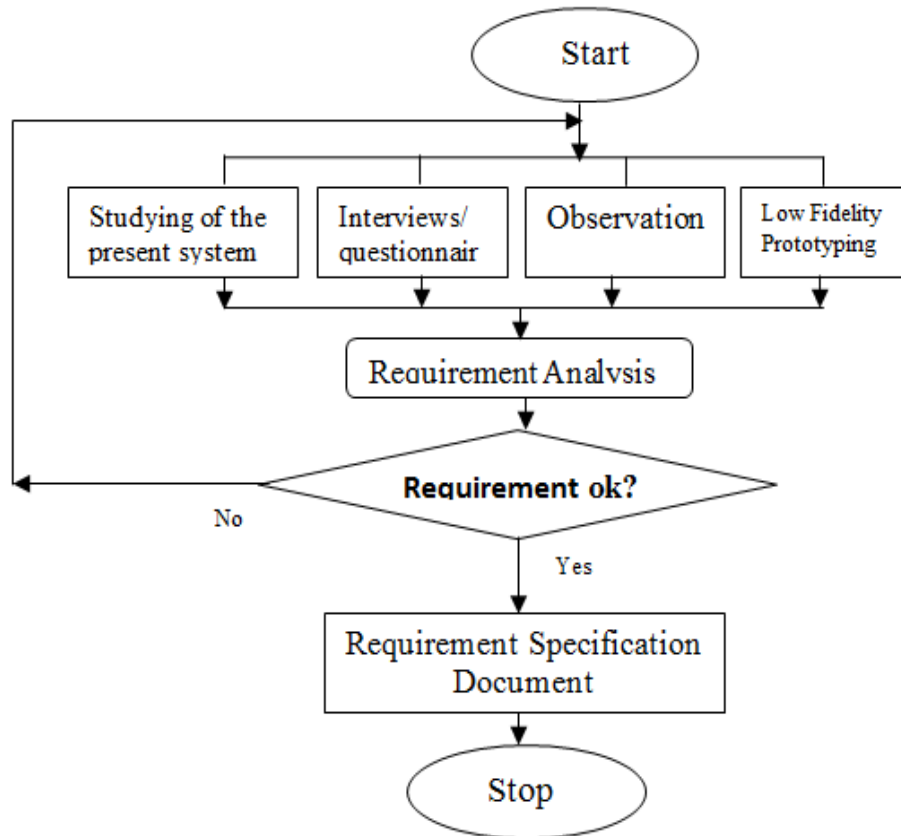 Start
Studying of the
present system
Interviews/
questionnair
Observation
Low Fidelity
Prototyping
Requirement Analysis
Requirement ok?
No
Yes
Requirement Specification
Document
Stop